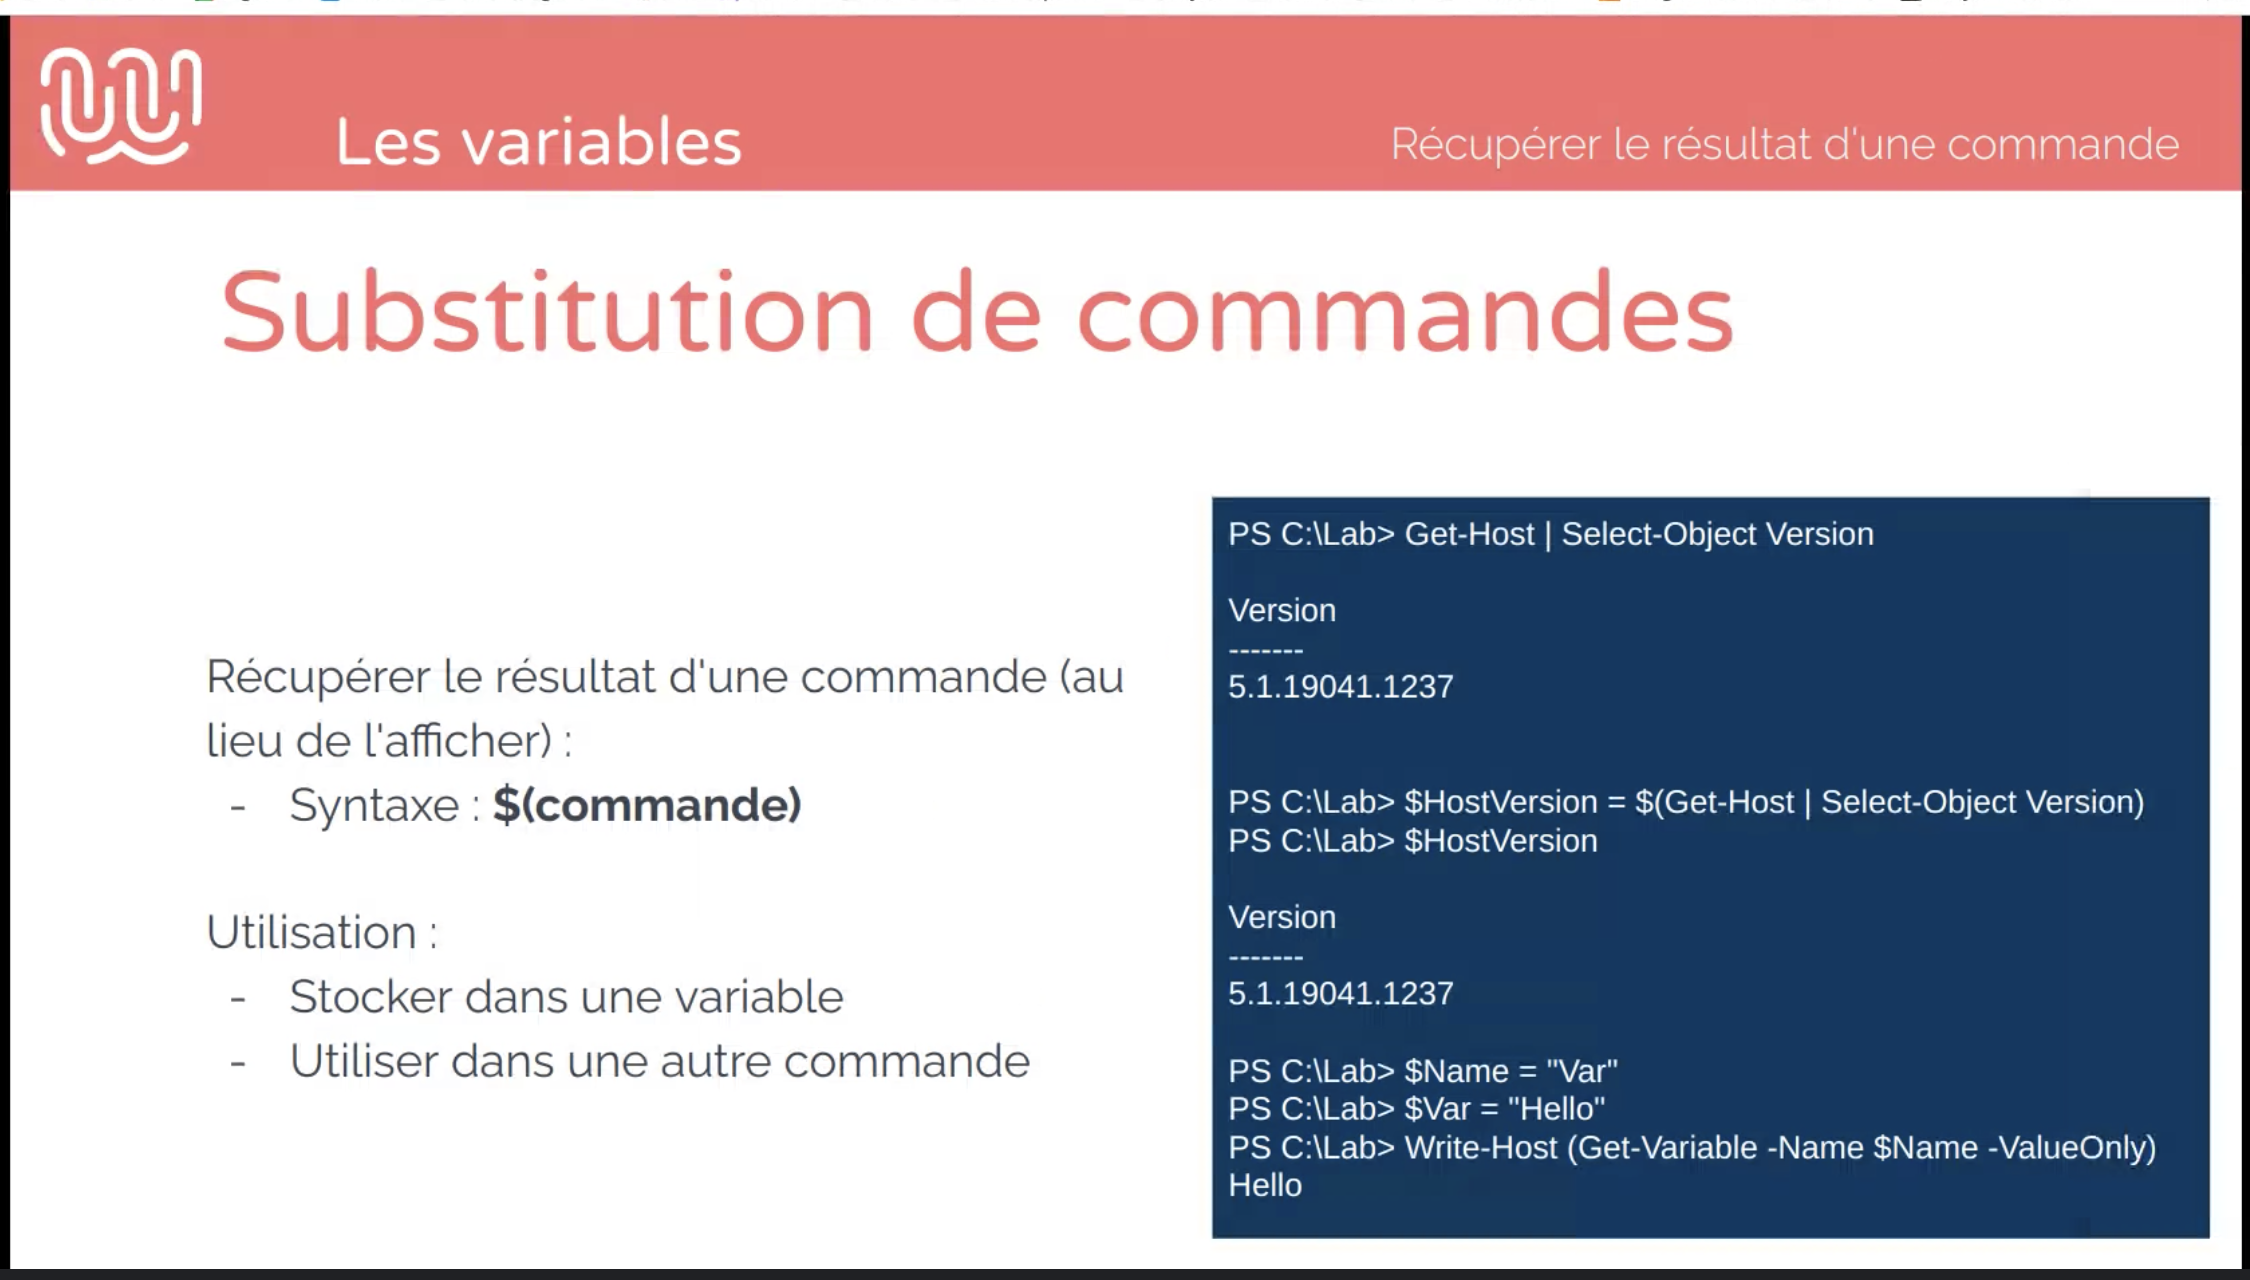 Les variables
Récupérer le résultat d'une commande
Substitution de commandes
Récupérer le résultat d'une commande (au
lieu de l'afficher) :
- Syntaxe : $(commande)
Utilisation :
- Stocker dans une variable
- Utiliser dans une autre commande
PS C:\Lab> Get-Host | Select-Object Version
Version
-------
5.1.19041.1237
PS C:\Lab> $HostVersion = $(Get-Host | Select-Object Version)
PS C:\Lab> $HostVersion
Version
-------
5.1.19041.1237
PS C:\Lab> $Name = "Var"
PS C:\Lab> $Var = "Hello"
PS C:\Lab> Write-Host (Get-Variable -Name $Name -ValueOnly)
Hello